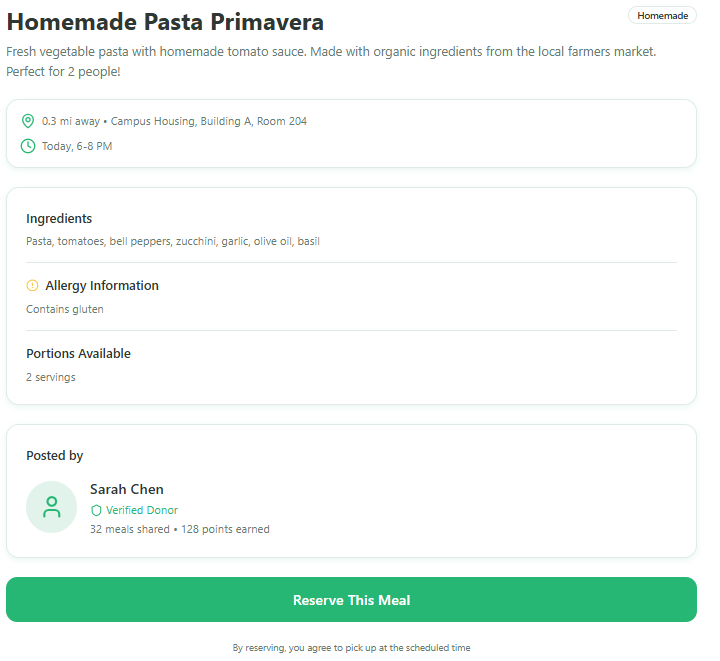 Homemade Pasta Primavera
Homemade
Fresh vegetable pasta with homemade tomato sauce. Made with organic ingredients from the local farmers market.
Perfect for 2 people!
0.3 mi away • Campus Housing, Building A, Room 204
Today, 6-8 PM
Ingredients
Pasta, tomatoes, bell peppers, zucchini, garlic, olive oil, basil
Allergy Information
Contains gluten
Portions Available
2 servings
Posted by
Sarah Chen
Verified Donor
32 meals shared • 128 points earned
Reserve This Meal
By reserving, you agree to pick up at the scheduled time